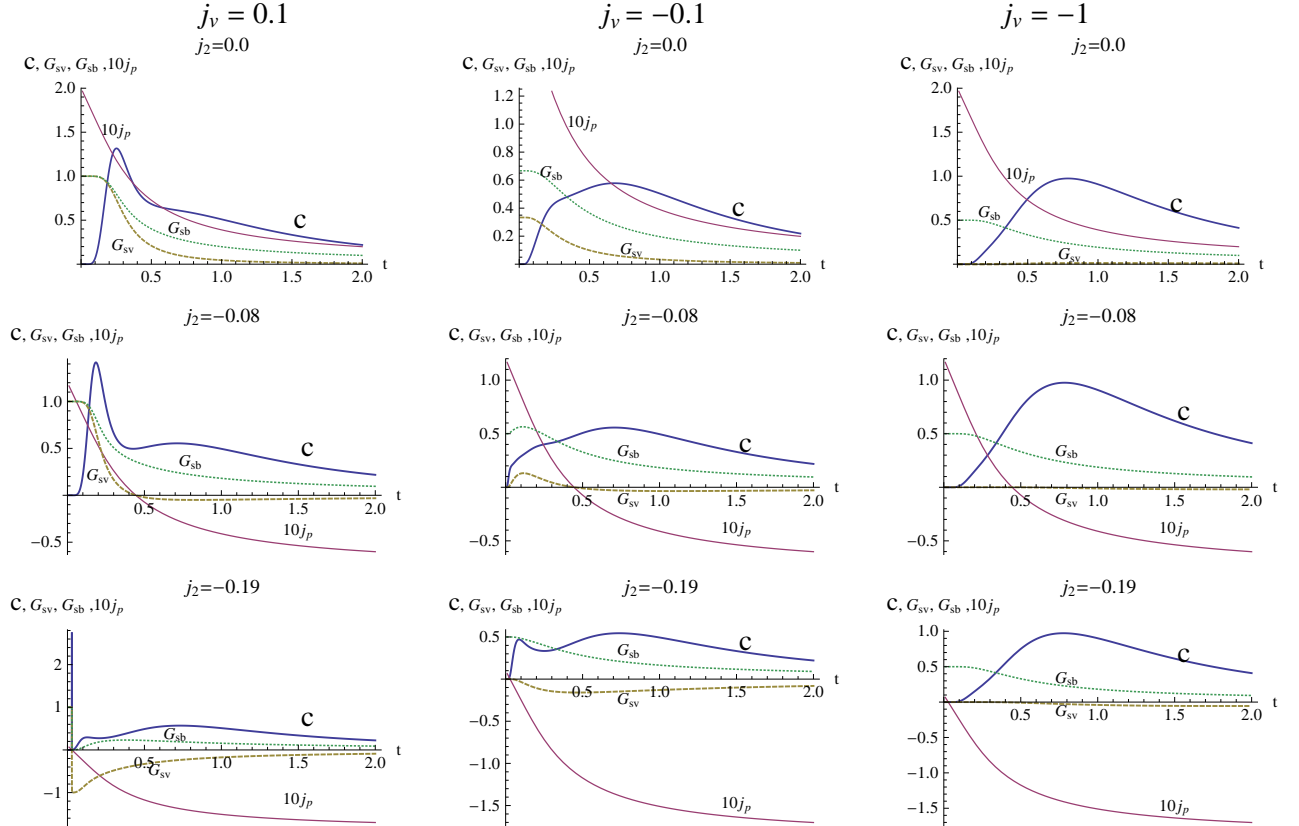 j_v = 0.1
j_v = −0.1
j_v = −1
j_2=0.0
c, G_sv, G_sb ,10j_p
2.0
1.5
1.0
0.5
10j_p
G_sb
G_sv
c
0.5 1.0 1.5 2.0
t
j_2=0.0
c, G_sv, G_sb ,10j_p
1.2
1.0
0.8
0.6
0.4
0.2
10j_p
G_sb
c
G_sv
0.5 1.0 1.5 2.0
t
j_2=0.0
c, G_sv, G_sb ,10j_p
2.0
1.5
1.0
0.5
10j_p
G_sb
c
G_sv
0.5 1.0 1.5 2.0
t
j_2=−0.08
c, G_sv, G_sb ,10j_p
1.0
0.5
−0.5
c
G_sb
G_sv
10j_p
0.5 1.0 1.5 2.0
t
j_2=−0.08
c, G_sv, G_sb ,10j_p
1.0
0.5
−0.5
c
G_sb
G_sv
10j_p
0.5 1.0 1.5 2.0
t
j_2=−0.08
c, G_sv, G_sb ,10j_p
1.0
0.5
−0.5
c
G_sb
G_sv
10j_p
0.5 1.0 1.5 2.0
t
j_2=−0.19
c, G_sv, G_sb ,10j_p
2
1
−1
c
G_sb
G_sv
10j_p
0.5 1.0 1.5 2.0
t
j_2=−0.19
c, G_sv, G_sb ,10j_p
0.5
−0.5
−1.0
−1.5
c
G_sb
G_sv
10j_p
0.5 1.0 1.5 2.0
t
j_2=−0.19
c, G_sv, G_sb ,10j_p
1.0
0.5
−0.5
−1.0
−1.5
c
G_sb
G_sv
10j_p
0.5 1.0 1.5 2.0
t